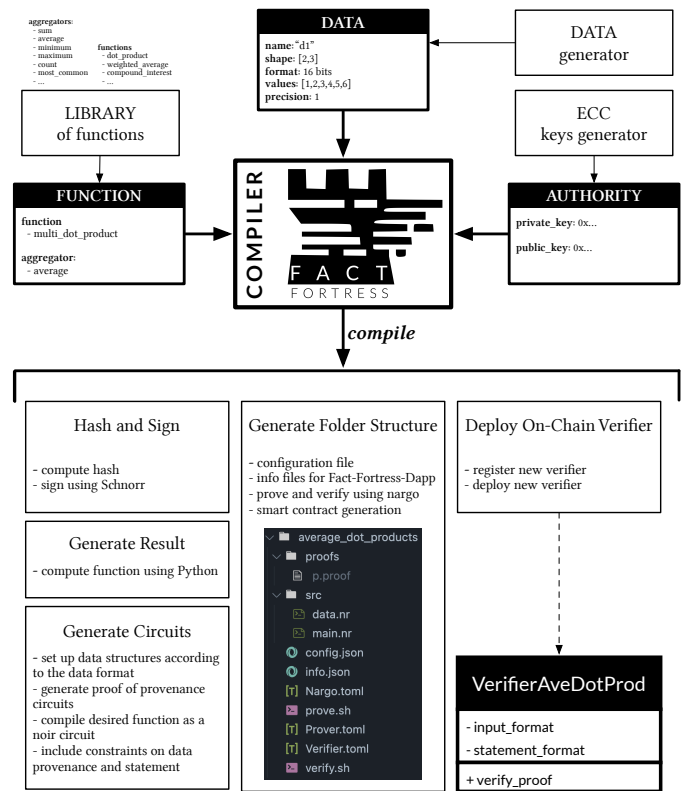 aggregators:
- sum
- average
- minimum
- maximum
- count
- most_common
- ...
functions
- dot_product
- weighted_average
- compound_interest
- ...
LIBRARY
of functions
DATA
name: “d1”
shape: [2,3]
format: 16 bits
values: [1,2,3,4,5,6]
precision: 1
DATA
generator
ECC
keys generator
FUNCTION
function
- multi_dot_product
aggregator:
- average
COMPILER
FACT
FORTRESS
AUTHORITY
private_key: 0x...
public_key: 0x...
compile
Hash and Sign
- compute hash
- sign using Schnorr
Generate Result
- compute function using Python
Generate Circuits
- set up data structures according
to the data format
- generate proof of provenance
circuits
- compile desired function as a
noir circuit
- include constraints on data
provenance and statement
Generate Folder Structure
- configuration file
- info files for Fact-Fortress-Dapp
- prove and verify using nargo
- smart contract generation
average_dot_products
proofs
p.proof
src
data.nr
main.nr
config.json
info.json
[T] Nargo.toml
prove.sh
[T] Prover.toml
[T] Verifier.toml
verify.sh
Deploy On-Chain Verifier
- register new verifier
- deploy new verifier
VerifierAveDotProd
- input_format
- statement_format
+ verify_proof